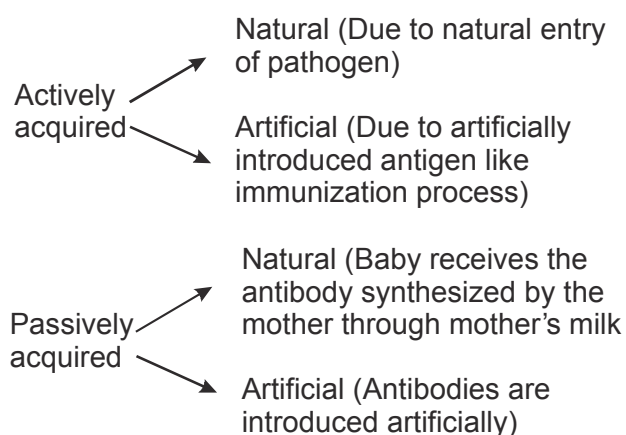 Natural (Due to natural entry
of pathogen)
Actively
acquired
Artificial (Due to artificially
introduced antigen like
immunization process)
Natural (Baby receives the
antibody synthesized by the
mother through mother’s milk
Passively
acquired
Artificial (Antibodies are
introduced artificially)